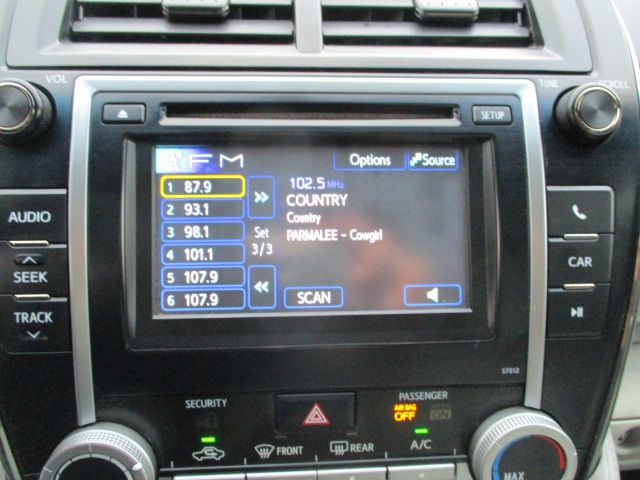 VOL
TUNE
SCROLL
SETUP
FM
Options
Source
1 87.9
2 93.1
3 98.1
4 101.1
5 107.9
6 107.9
Set
3/3
102.5 MHz
COUNTRY
Country
PARMALEE - Cowgirl
SCAN
AUDIO
SEEK
TRACK
CAR
57012
SECURITY
PASSENGER
AIR BAG
OFF
ON
FRONT
REAR
A/C
MAX